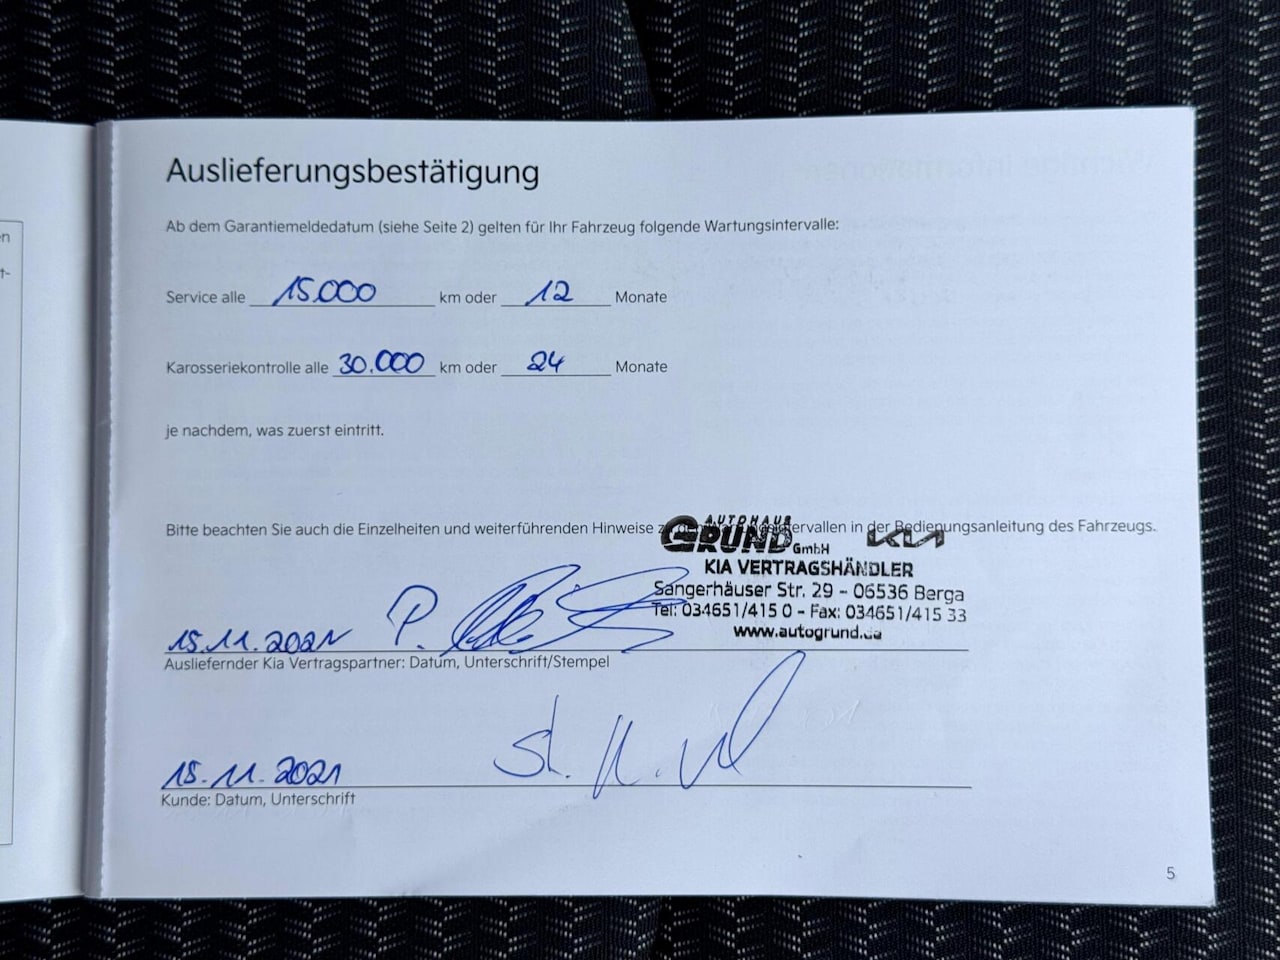 Auslieferungsbestätigung
Ab dem Garantiemeldedatum (siehe Seite 2) gelten für Ihr Fahrzeug folgende Wartungsintervalle:
Service alle 15.000 km oder 12 Monate
Karosseriekontrolle alle 30.000 km oder 24 Monate
je nachdem, was zuerst eintritt.
Bitte beachten Sie auch die Einzelheiten und weiterführenden Hinweise in der Bedienungsanleitung des Fahrzeugs.
AUTOHAUS
GRUND GmbH KIA
KIA VERTRAGSHÄNDLER
Sangerhäuser Str. 29 - 06536 Berga
Tel: 034651/415 0 - Fax: 034651/415 33
www.autogrund.de
15.11.2021 P.
Ausliefernder Kia Vertragspartner: Datum, Unterschrift/Stempel
15.11.2021
Kunde: Datum, Unterschrift
5
en
t-